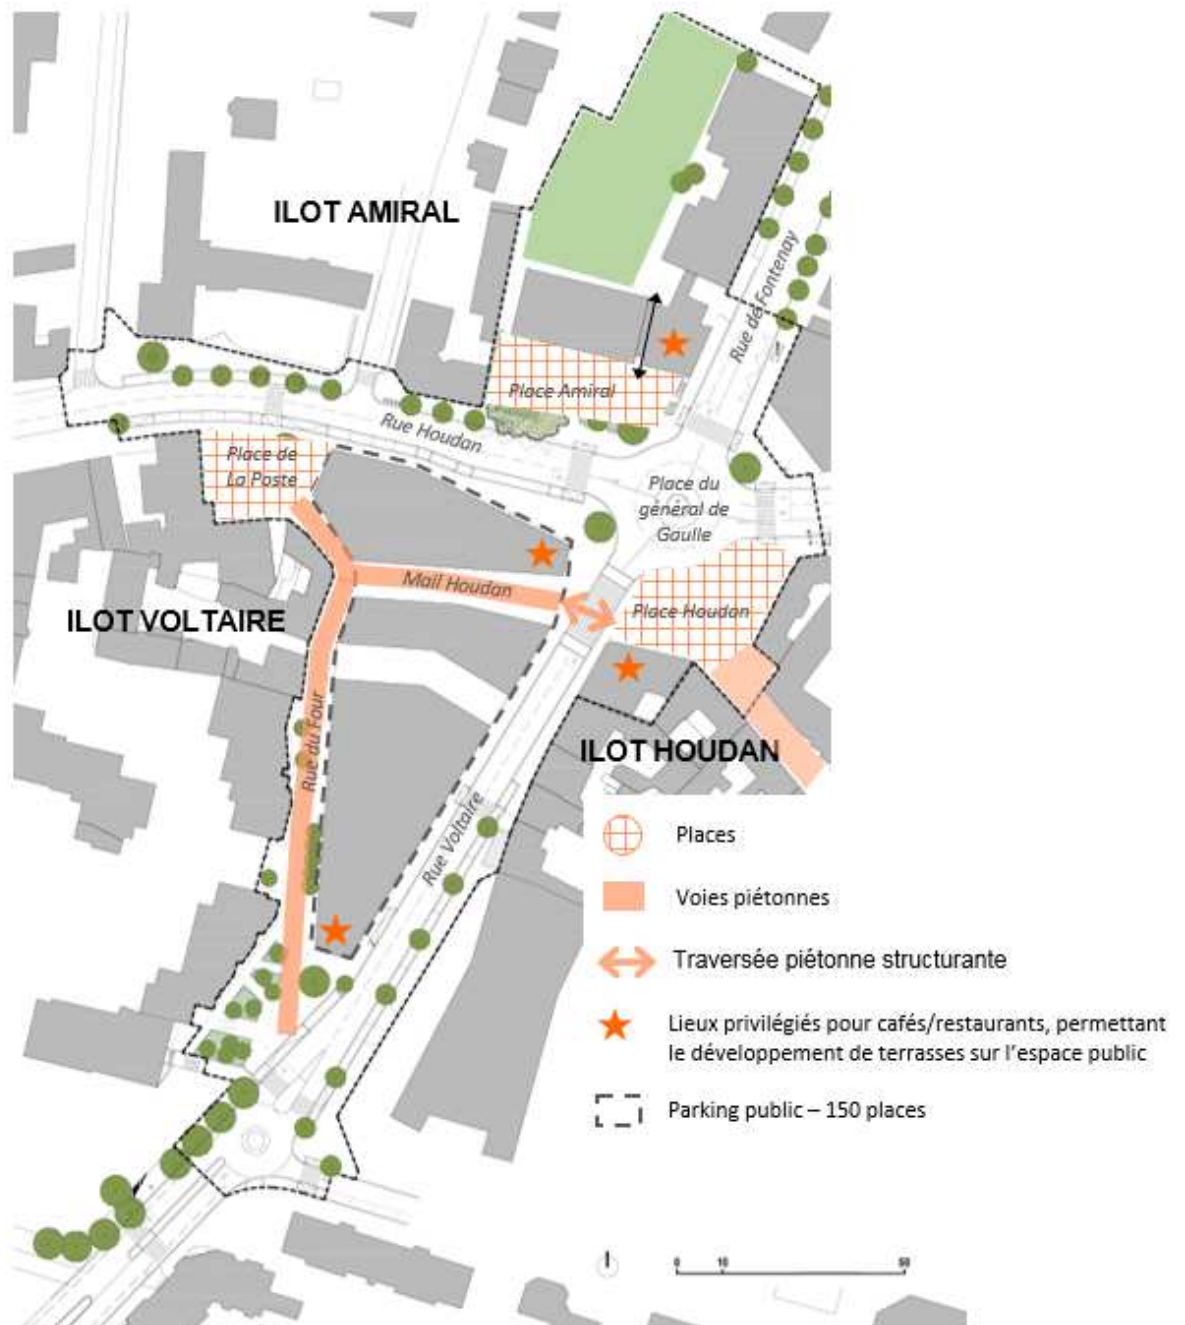 ILOT AMIRAL
Rue de Fontenay
Place Amiral
Rue Houdan
Place de
La Poste
Place du
général de
Gaulle
Mail Houdan
Place Houdan
ILOT VOLTAIRE
Rue du Four
ILOT HOUDAN
Rue Voltaire
Places
Voies piétonnes
Traversée piétonne structurante
Lieux privilégiés pour cafés/restaurants, permettant
le développement de terrasses sur l'espace public
Parking public – 150 places
0 10 50